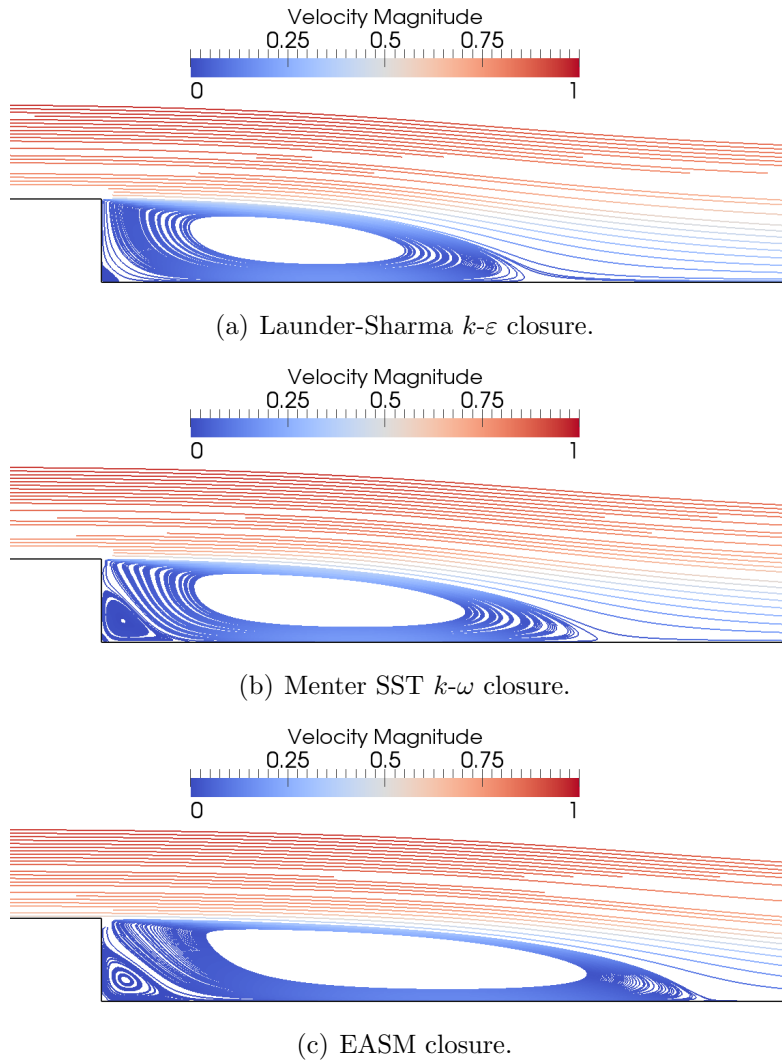 Velocity Magnitude
0.25 0.5 0.75
0 1
(a) Launder-Sharma k-ε closure.
Velocity Magnitude
0.25 0.5 0.75
0 1
(b) Menter SST k-ω closure.
Velocity Magnitude
0.25 0.5 0.75
0 1
(c) EASM closure.